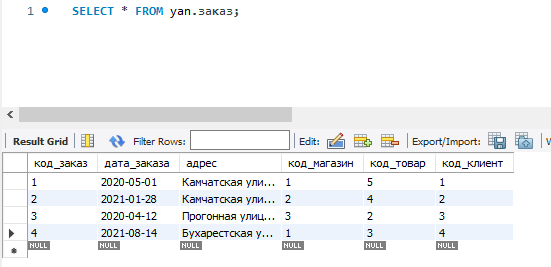 1 SELECT * FROM yan.заказ;
Result Grid Filter Rows: Edit: Export/Import:
код_заказ дата_заказа адрес код_магазин код_товар код_клиент
1 2020-05-01 Камчатская ули... 1 5 1
2 2021-01-28 Камчатская ули... 2 4 2
3 2020-04-12 Прогонная улиц... 3 2 3
4 2021-08-14 Бухарестская у... 1 3 4
NULL NULL NULL NULL NULL NULL